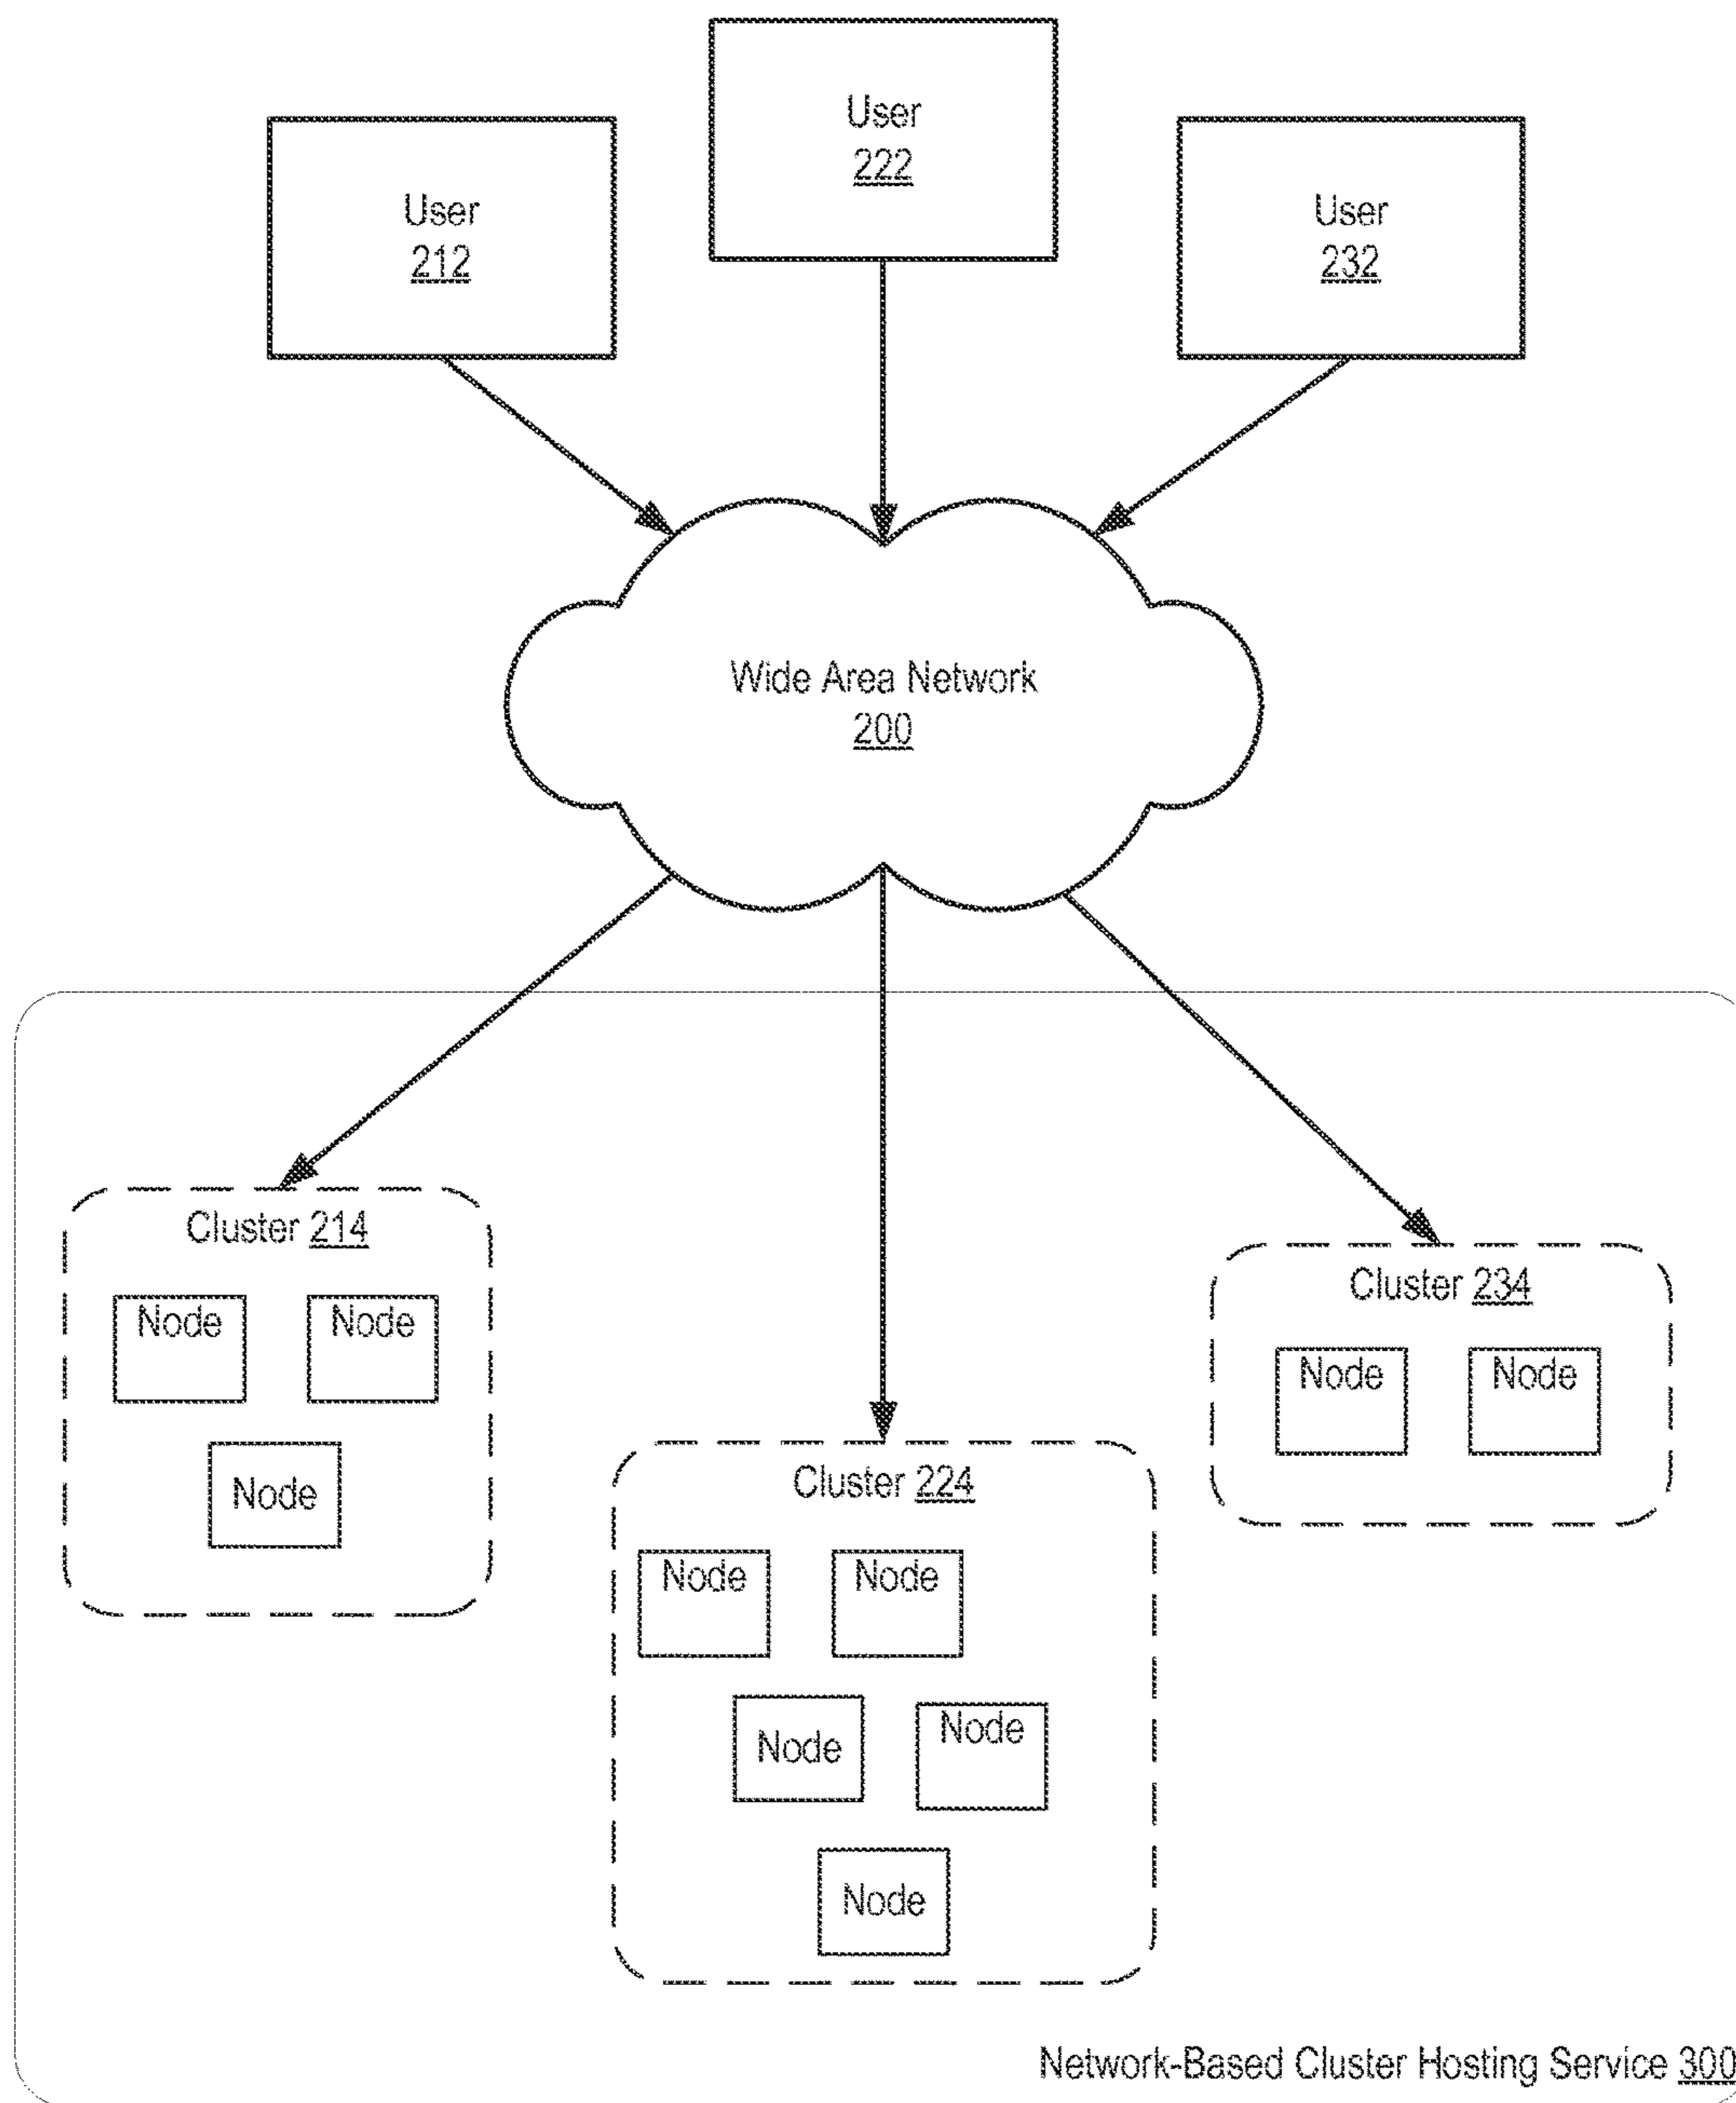 User
222
User
212
User
232
Wide Area Network
200
Cluster 214
Node
Node
Node
Cluster 234
Node
Node
Cluster 224
Node
Node
Node
Node
Node
Network-Based Cluster Hosting Service 300